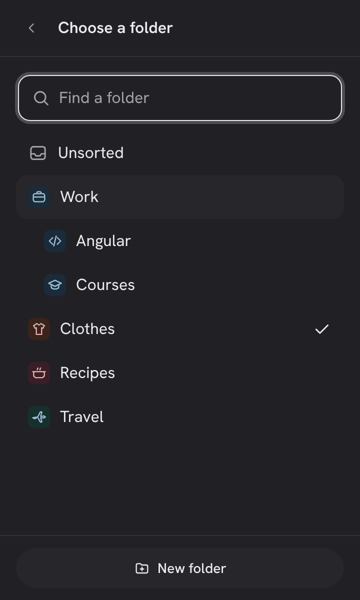 Choose a folder
Find a folder
Unsorted
Work
Angular
Courses
Clothes
Recipes
Travel
New folder